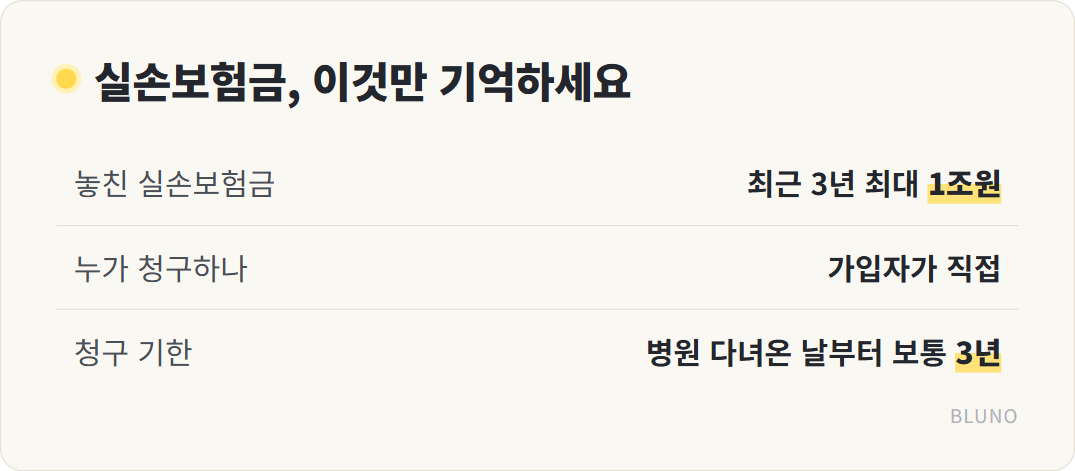 실손보험금, 이것만 기억하세요
놓친 실손보험금 최근 3년 최대 1조원
누가 청구하나 가입자가 직접
청구 기한 병원 다녀온 날부터 보통 3년
BLUNO